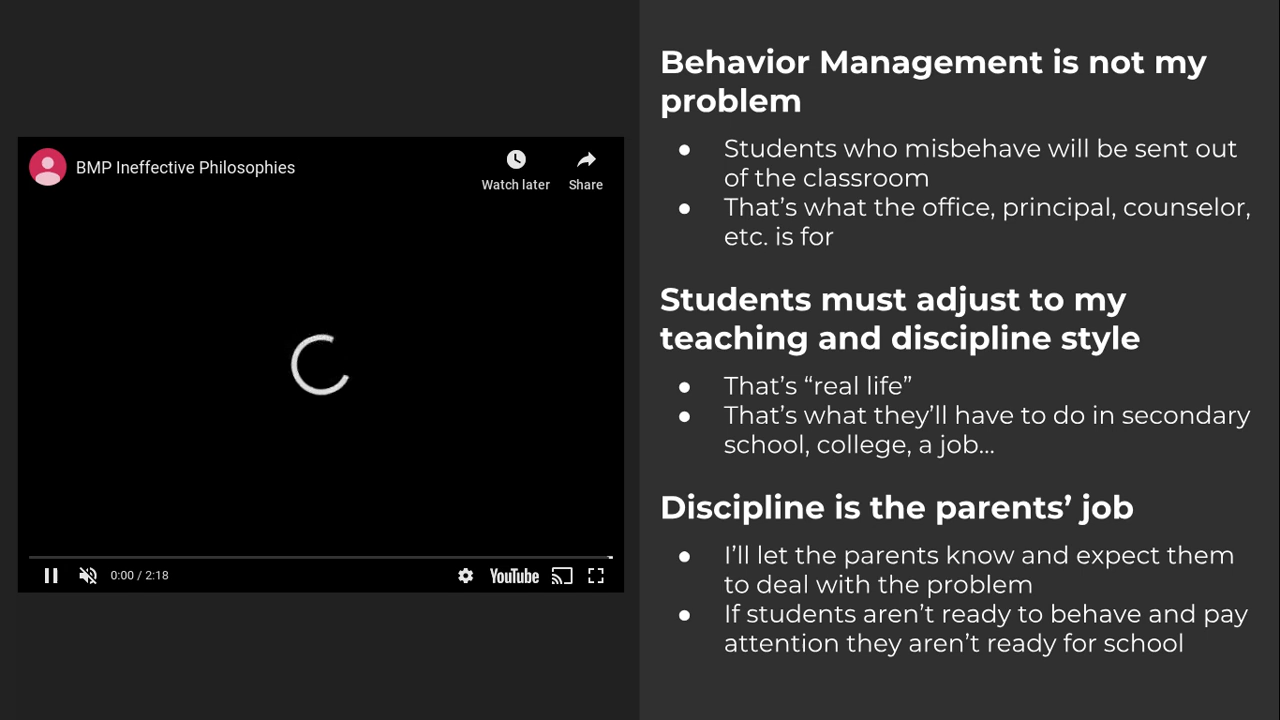 BMP Ineffective Philosophies
Watch later
Share
0:00 / 2:18
YouTube
Behavior Management is not my
problem
● Students who misbehave will be sent out
of the classroom
● That’s what the office, principal, counselor,
etc. is for
Students must adjust to my
teaching and discipline style
● That’s “real life”
● That’s what they’ll have to do in secondary
school, college, a job...
Discipline is the parents’ job
● I’ll let the parents know and expect them
to deal with the problem
● If students aren’t ready to behave and pay
attention they aren’t ready for school